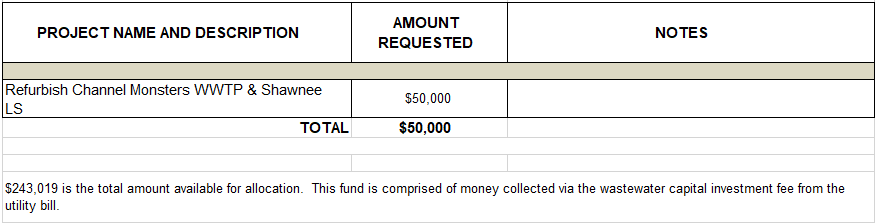 PROJECT NAME AND DESCRIPTION
AMOUNT
REQUESTED
NOTES
Refurbish Channel Monsters WWTP & Shawnee
LS
$50,000
TOTAL
$50,000
$243,019 is the total amount available for allocation.  This fund is comprised of money collected via the wastewater capital investment fee from the
utility bill.